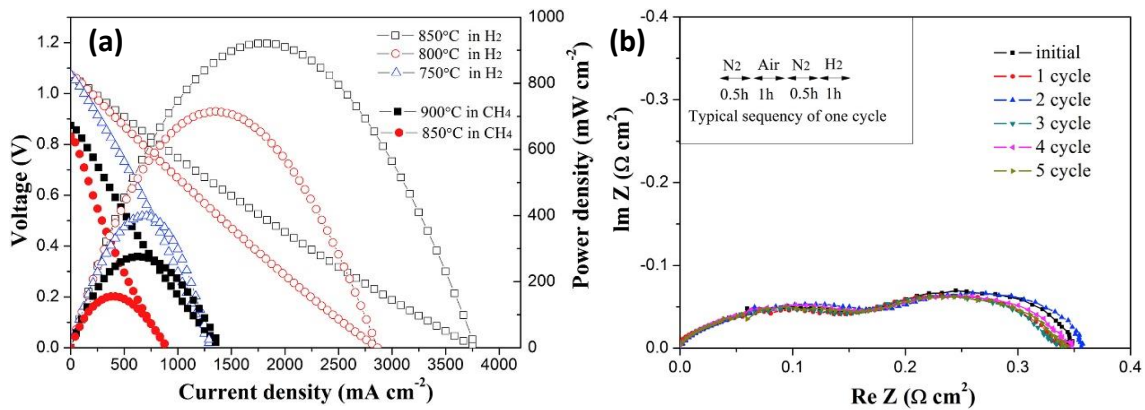 (a)
850°C in H2
800°C in H2
750°C in H2
900°C in CH4
850°C in CH4
Voltage (V)
1.2
1.0
0.8
0.6
0.4
0.2
0.0
0 500 1000 1500 2000 2500 3000 3500 4000
Current density (mA cm-2)
1000
800
600
400
200
0
Power density (mW cm-2)
(b)
N2 Air N2 H2
0.5h 1h 0.5h 1h
Typical sequency of one cycle
initial
1 cycle
2 cycle
3 cycle
4 cycle
5 cycle
Im Z (Ω cm2)
-0.4
-0.3
-0.2
-0.1
0.0
0.0 0.1 0.2 0.3 0.4
Re Z (Ω cm2)